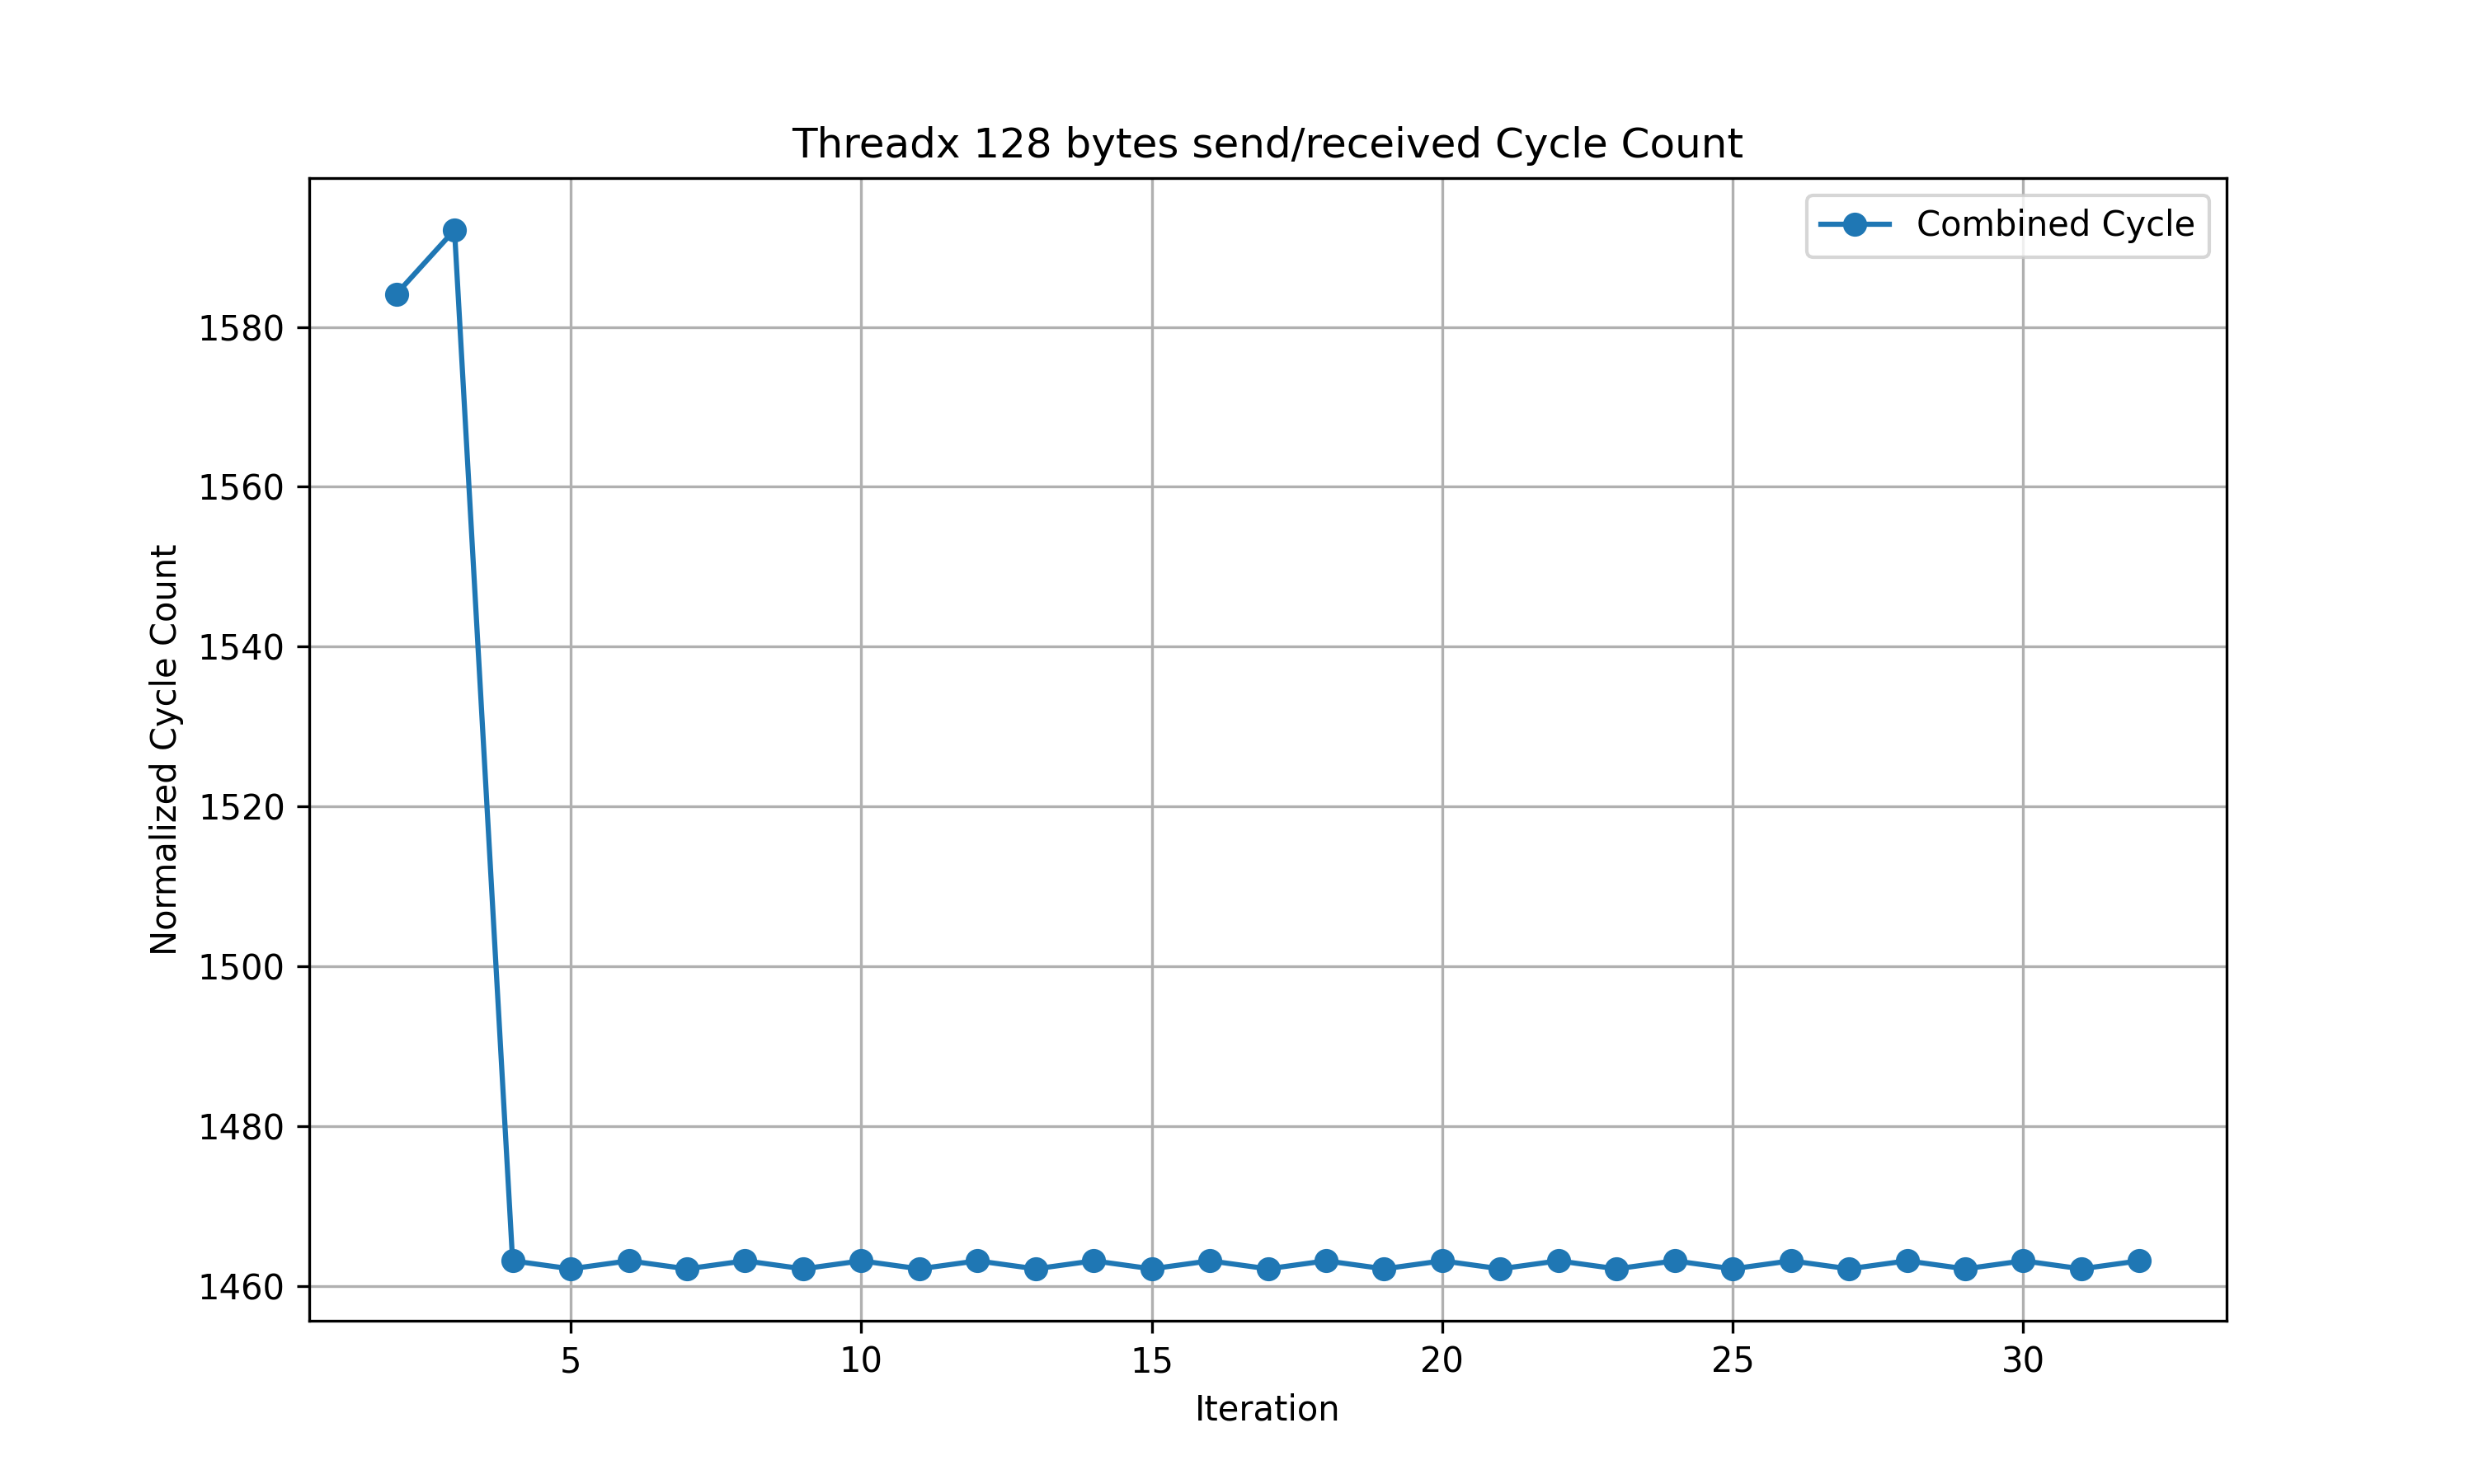 Threadx 128 bytes send/received Cycle Count
Combined Cycle
Normalized Cycle Count
1580
1560
1540
1520
1500
1480
1460
5 10 15 20 25 30
Iteration